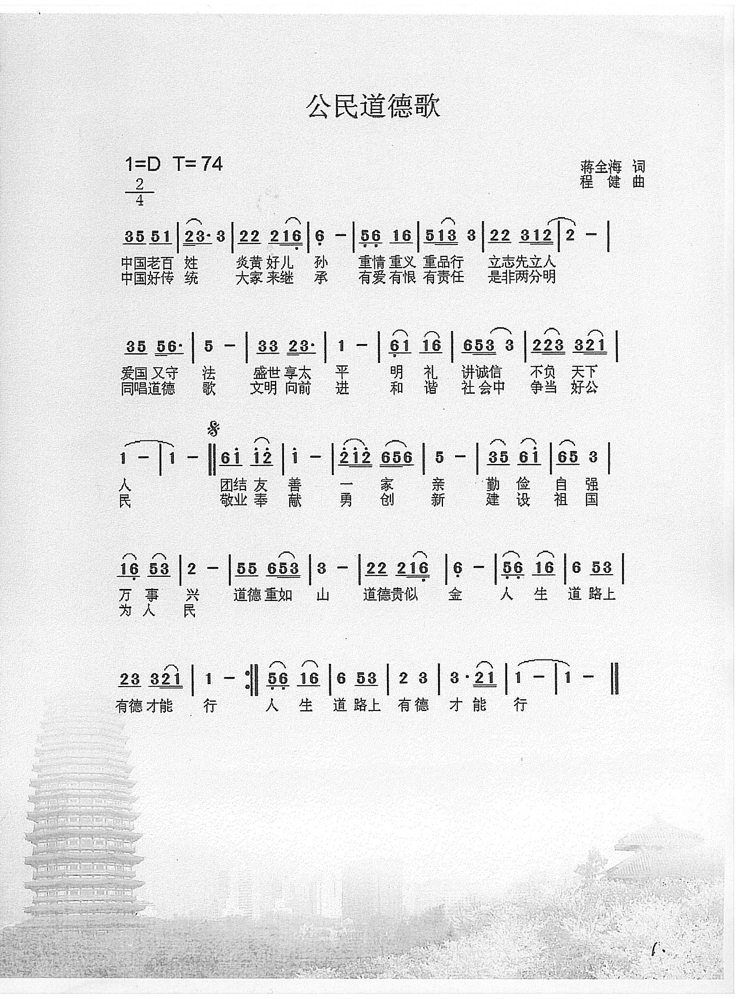 公民道德歌
1=D T=74
蒋全海 词
2
4
程 健 曲
35 51 | 23· 3 | 22 216 | 6 － | 56 16 | 513 3 | 22 312 | 2 － |
中国老百 姓 炎黄 好儿 孙 重情 重义 重品行 立志先立人
中国好传 统 大家 来继 承 有爱 有恨 有责任 是非两分明
35 56· | 5 － | 33 23· | 1 － | 61 16 | 653 3 | 223 321 |
爱国 又守 法 盛世 享太 平 明 礼 讲诚信 不负 天下
同唱道德 歌 文明 向前 进 和 谐 社会中 争当 好公
𝄋
1 － | 1 － ‖ 6i i2̇ | i － | 2̇i2̇ 656 | 5 － | 35 6i | 65 3 |
人 团结 友 善 一 家 亲 勤 俭 自 强
民 敬业 奉 献 勇 创 新 建 设 祖 国
16 53 | 2 － | 55 653 | 3 － | 22 216 | 6 － | 56 16 | 6 53 |
万 事 兴 道德 重如 山 道德贵似 金 人 生 道 路上
为 人 民
23 321 | 1 － :‖ 56 16 | 6 53 | 2 3 | 3·21 | 1 － | 1 － ‖
有德 才能 行 人 生 道 路上 有德 才 能 行
1.